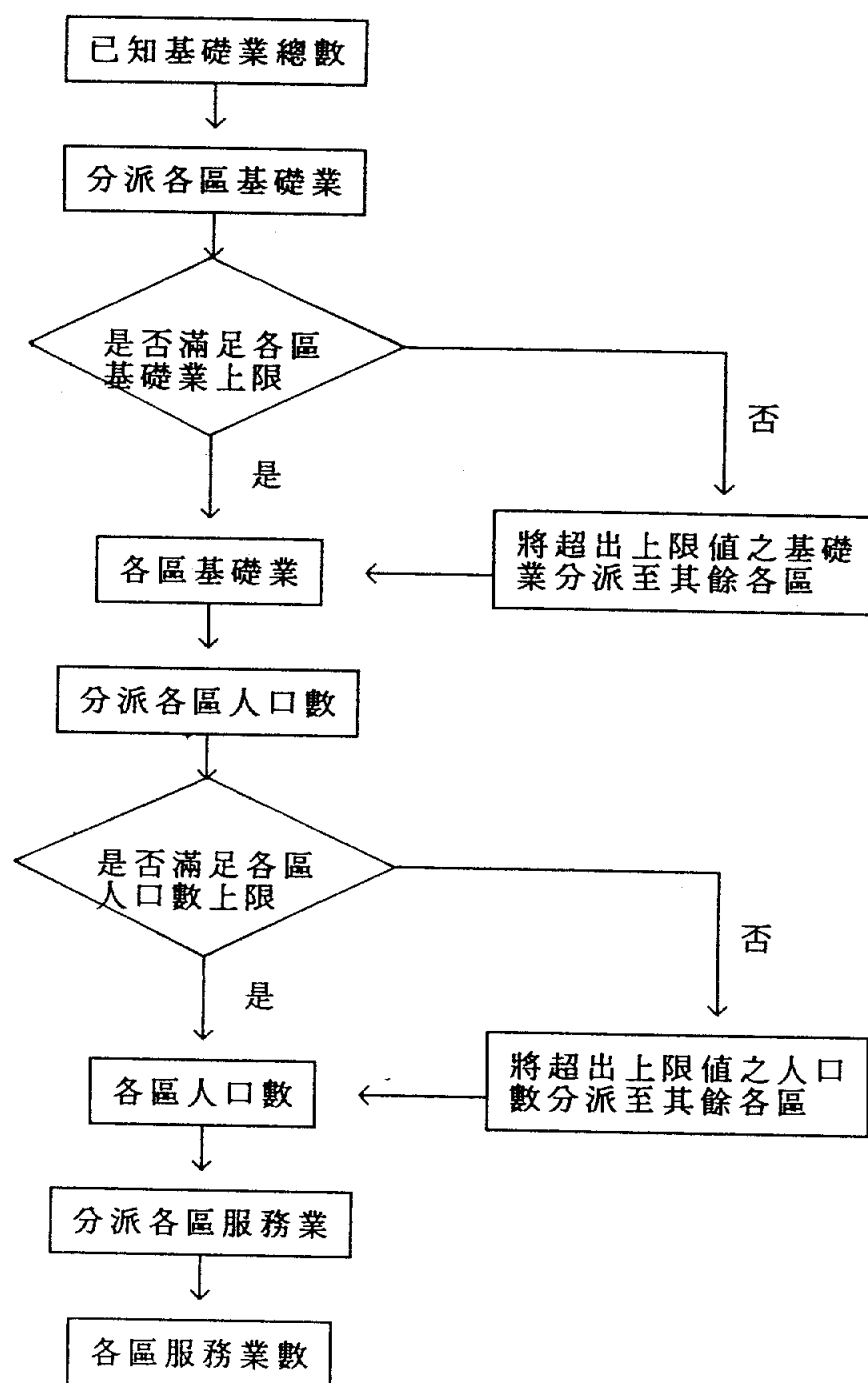 已知基礎業總數
分派各區基礎業
是否滿足各區
基礎業上限
否
是
各區基礎業
將超出上限值之基礎
業分派至其餘各區
分派各區人口數
是否滿足各區
人口數上限
否
是
各區人口數
將超出上限值之人口
數分派至其餘各區
分派各區服務業
各區服務業數